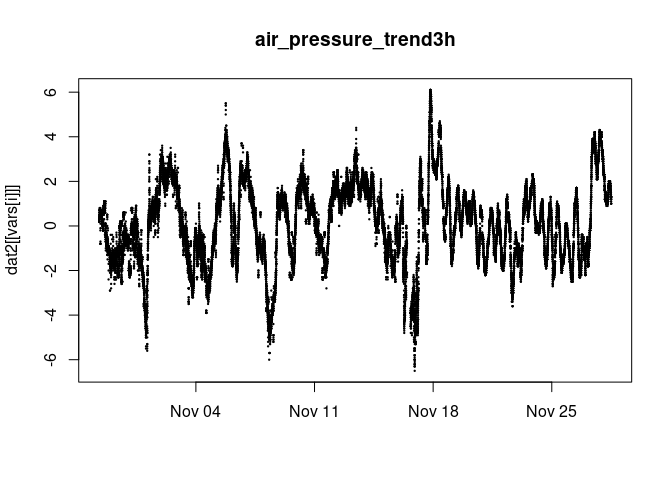 air_pressure_trend3h
dat2[[vars[i]]]
6
4
2
0
-2
-4
-6
Nov 04
Nov 11
Nov 18
Nov 25